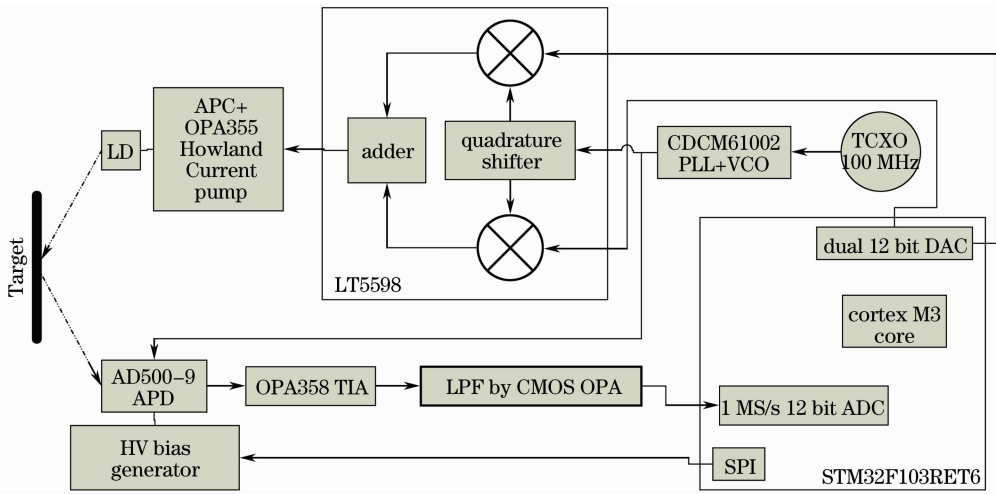 APC+
OPA355
Howland
Current
pump
LD
adder
quadrature
shifter
CDCM61002
PLL+VCO
TCXO
100 MHz
LT5598
dual 12 bit DAC
cortex M3
core
Target
AD500-9
APD
OPA358 TIA
LPF by CMOS OPA
1 MS/s 12 bit ADC
HV bias
generator
SPI
STM32F103RET6